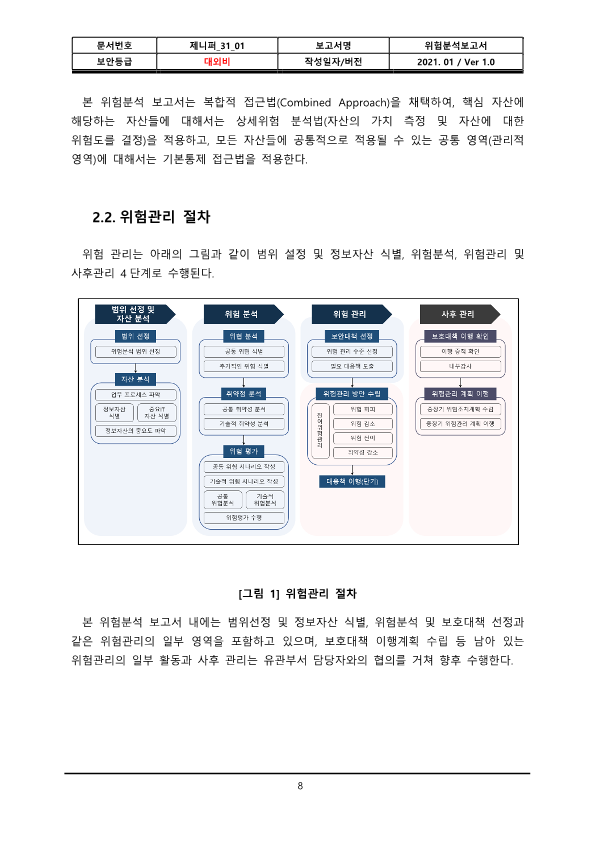 문서번호 제니퍼_31_01 보고서명 위험분석보고서
보안등급 대외비 작성일자/버전 2021. 01 / Ver 1.0
본 위험분석 보고서는 복합적 접근법(Combined Approach)을 채택하여, 핵심 자산에
해당하는 자산들에 대해서는 상세위험 분석법(자산의 가치 측정 및 자산에 대한
위험도를 결정)을 적용하고, 모든 자산들에 공통적으로 적용될 수 있는 공통 영역(관리적
영역)에 대해서는 기본통제 접근법을 적용한다.
2.2. 위험관리 절차
위험 관리는 아래의 그림과 같이 범위 설정 및 정보자산 식별, 위험분석, 위험관리 및
사후관리 4단계로 수행된다.
범위 선정 및
자산 분석
범위 선정
위험분석 범위 선정
자산 분석
업무 프로세스 파악
정보자산
식별
중요IT
자산 식별
정보자산의 중요도 파악
위험 분석
위협 분석
공통 위협 식별
추가적인 위협 식별
취약점 분석
공통 취약성 분석
기술적 취약성 분석
위험 평가
공통 위험 시나리오 작성
기술적 위험 시나리오 작성
공통
위험분석
기술적
위험분석
위험평가 수행
위험 관리
보안대책 선정
위험 관리 수준 선정
필요 대응책 도출
위험관리 방안 수립
잔여위험관리
위험 회피
위험 감소
위험 전이
취약점 감소
대응책 이행(단기)
사후 관리
보호대책 이행 확인
이행 승적 확인
내부감사
위험관리 계획 이행
중장기 위험조치계획 수립
중장기 위험관리 계획 이행
[그림 1] 위험관리 절차
본 위험분석 보고서 내에는 범위선정 및 정보자산 식별, 위험분석 및 보호대책 선정과
같은 위험관리의 일부 영역을 포함하고 있으며, 보호대책 이행계획 수립 등 남아 있는
위험관리의 일부 활동과 사후 관리는 유관부서 담당자와의 협의를 거쳐 향후 수행한다.
8